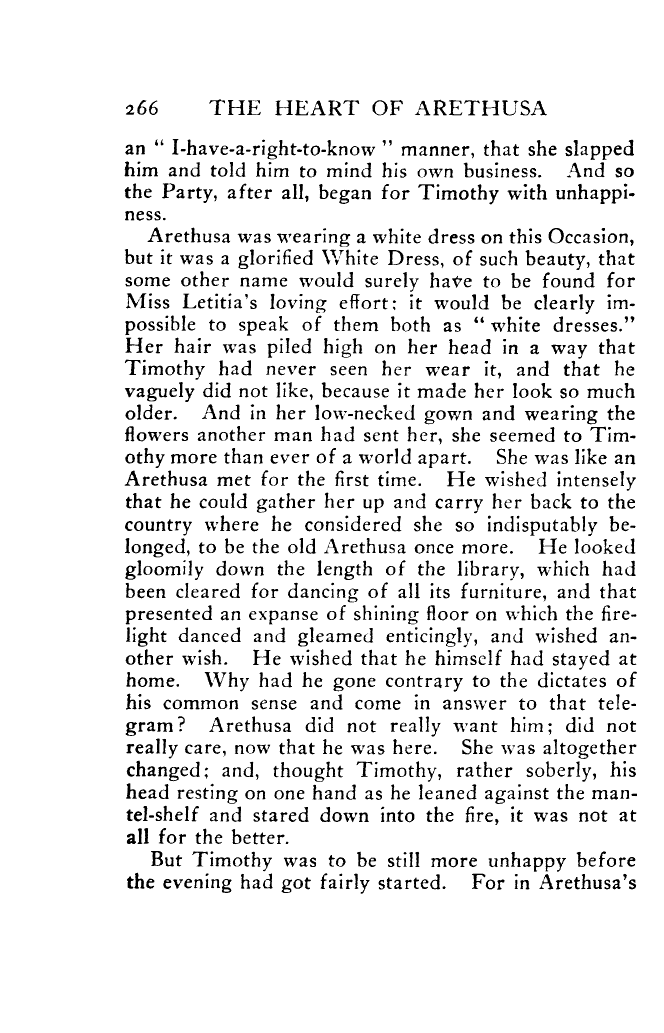 266 THE HEART OF ARETHUSA
an " I-have-a-right-to-know " manner, that she slapped
him and told him to mind his own business. And so
the Party, after all, began for Timothy with unhappi-
ness.
Arethusa was wearing a white dress on this Occasion,
but it was a glorified White Dress, of such beauty, that
some other name would surely have to be found for
Miss Letitia's loving effort; it would be clearly im-
possible to speak of them both as " white dresses."
Her hair was piled high on her head in a way that
Timothy had never seen her wear it, and that he
vaguely did not like, because it made her look so much
older. And in her low-necked gown and wearing the
flowers another man had sent her, she seemed to Tim-
othy more than ever of a world apart. She was like an
Arethusa met for the first time. He wished intensely
that he could gather her up and carry her back to the
country where he considered she so indisputably be-
longed, to be the old Arethusa once more. He looked
gloomily down the length of the library, which had
been cleared for dancing of all its furniture, and that
presented an expanse of shining floor on which the fire-
light danced and gleamed enticingly, and wished an-
other wish. He wished that he himself had stayed at
home. Why had he gone contrary to the dictates of
his common sense and come in answer to that tele-
gram? Arethusa did not really want him; did not
really care, now that he was here. She was altogether
changed; and, thought Timothy, rather soberly, his
head resting on one hand as he leaned against the man-
tel-shelf and stared down into the fire, it was not at
all for the better.
But Timothy was to be still more unhappy before
the evening had got fairly started. For in Arethusa's